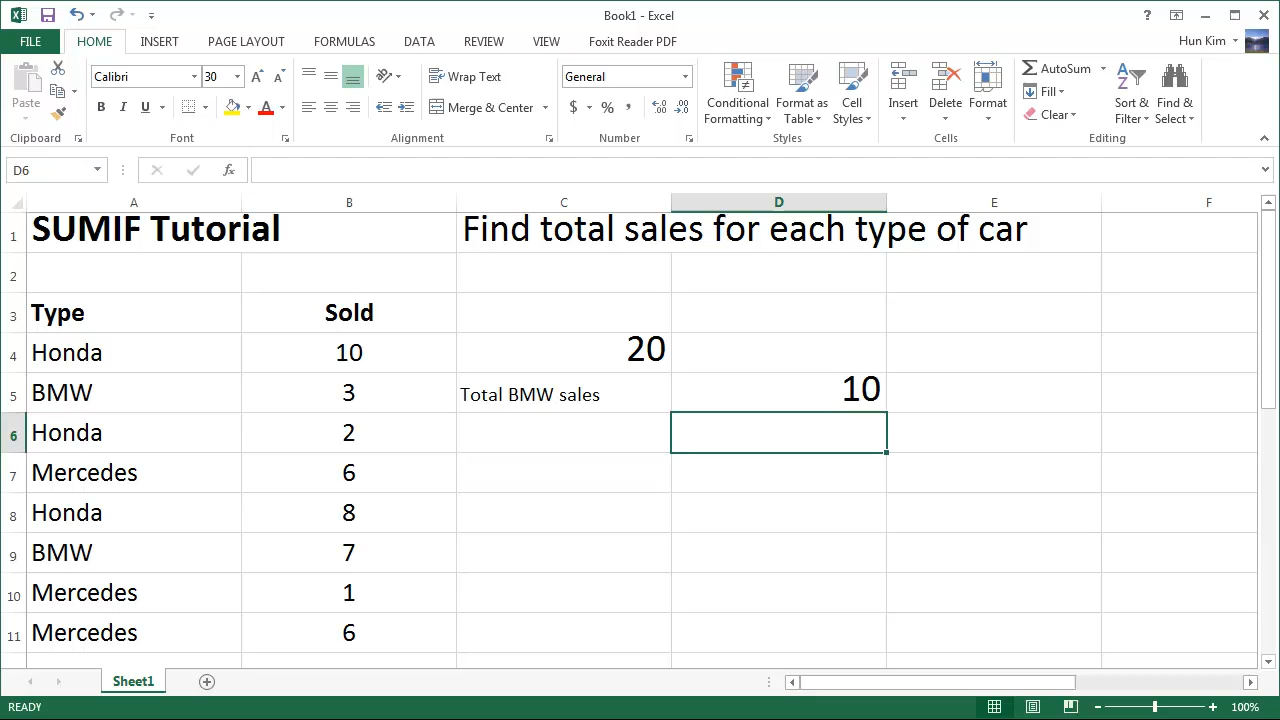 Book1 - Excel
FILE HOME INSERT PAGE LAYOUT FORMULAS DATA REVIEW VIEW Foxit Reader PDF Hun Kim
Paste
Clipboard
Calibri 30
B I U
Font
Wrap Text
Merge & Center
Alignment
General
$ % ,
Number
Conditional Formatting
Format as Table
Cell Styles
Styles
Insert Delete Format
Cells
AutoSum
Fill
Clear
Sort & Filter
Find & Select
Editing
D6 fx
A B C D E F
1 SUMIF Tutorial Find total sales for each type of car
2
3 Type Sold
4 Honda 10 20
5 BMW 3 Total BMW sales 10
6 Honda 2
7 Mercedes 6
8 Honda 8
9 BMW 7
10 Mercedes 1
11 Mercedes 6
Sheet1
READY 100%